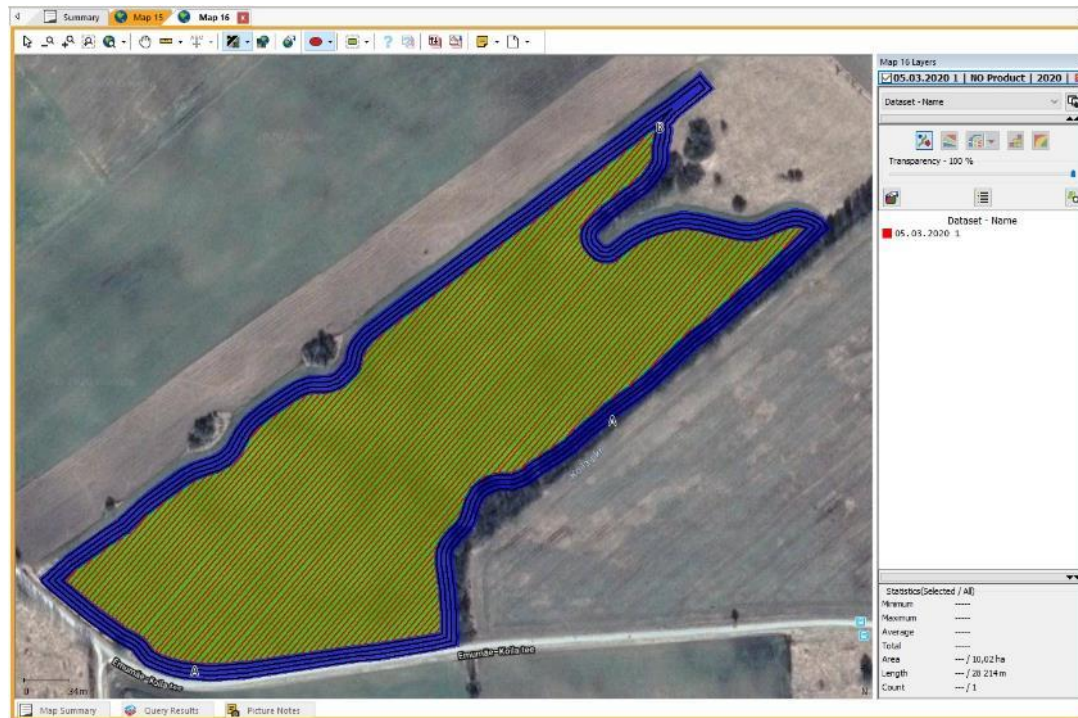 Summary
Map 15
Map 16
Map 16 Layers
05.03.2020 1 | NO Product | 2020 |
Dataset - Name
Transparency - 100 %
Dataset - Name
05.03.2020 1
B
A
A
Emumäe-Koila tee
Emumäe-Koila tee
0 34m
N
Statistics(Selected / All)
Minimum -----
Maximum -----
Average -----
Total -----
Area --- / 10,02 ha
Length --- / 28 214 m
Count --- / 1
Map Summary
Query Results
Picture Notes